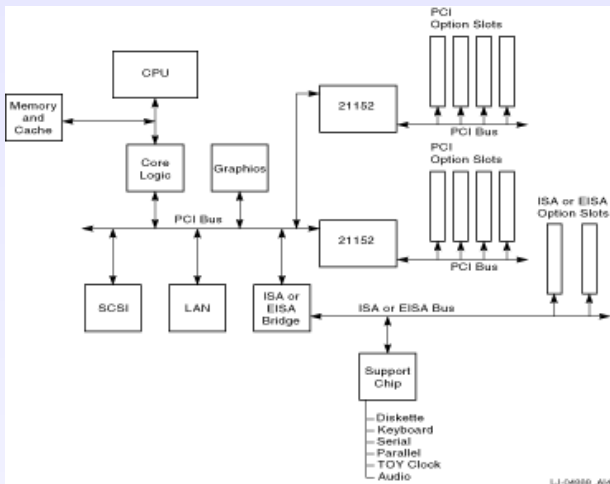 PCI
Option Slots
CPU
21152
Memory
and
Cache
PCI Bus
Core
Logic
Graphics
PCI
Option Slots
ISA or EISA
Option Slots
PCI Bus
21152
PCI Bus
SCSI
LAN
ISA or
EISA
Bridge
ISA or EISA Bus
Support
Chip
Diskette
Keyboard
Serial
Parallel
TOY Clock
Audio